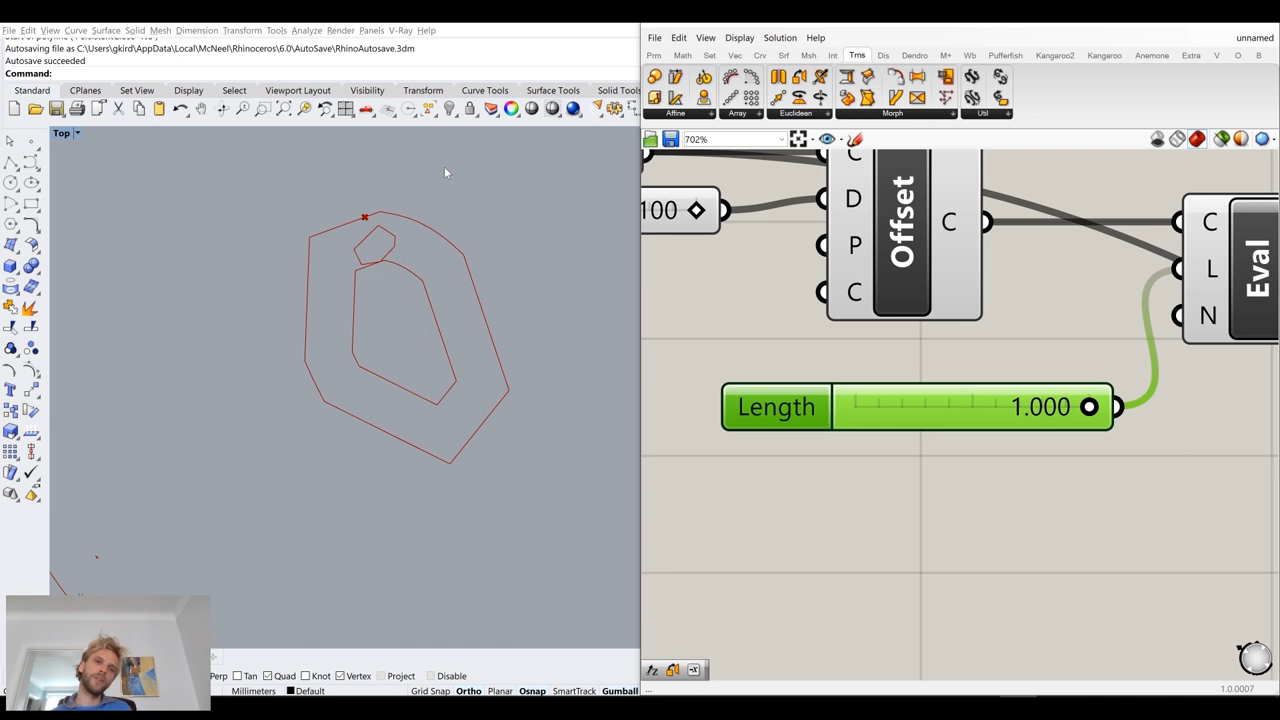 File Edit View Curve Surface Solid Mesh Dimension Transform Tools Analyze Render Panels V-Ray Help
Autosaving file as C:\Users\gkird\AppData\Local\McNeel\Rhinoceros\6.0\AutoSave\RhinoAutosave.3dm
Autosave succeeded
Command:
Standard CPlanes Set View Display Select Viewport Layout Visibility Transform Curve Tools Surface Tools Solid Tools
Top
Perp Tan Quad Knot Vertex Project Disable
Millimeters Default Grid Snap Ortho Planar Osnap SmartTrack Gumball
File Edit View Display Solution Help
unnamed
Prm Math Set Vec Crv Srf Msh Int Trns Dis Dendro M+ Wb Pufferfish Kangaroo2 Kangaroo Anemone Extra V O B
Affine Array Euclidean Morph Util
702%
C
100 D Offset C C
P L Eval
C N
Length 1.000
...
1.0.0007